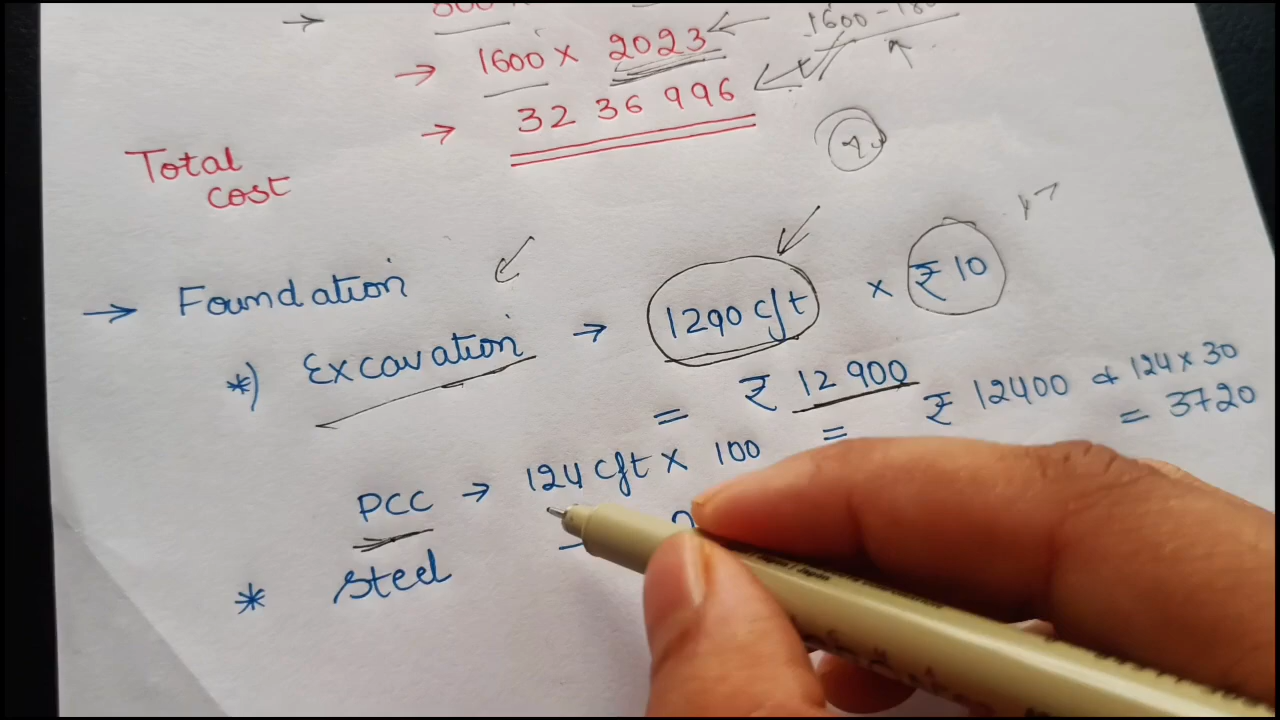 → 1600 × 2023 1600 -
→ 32 36 996
Total
cost
→ Foundation
*) Excavation → 1290 cft × ₹ 10
= ₹ 12 900
PCC → 124 cft × 100 = ₹ 12400 & 124 × 30
= 3720
* Steel